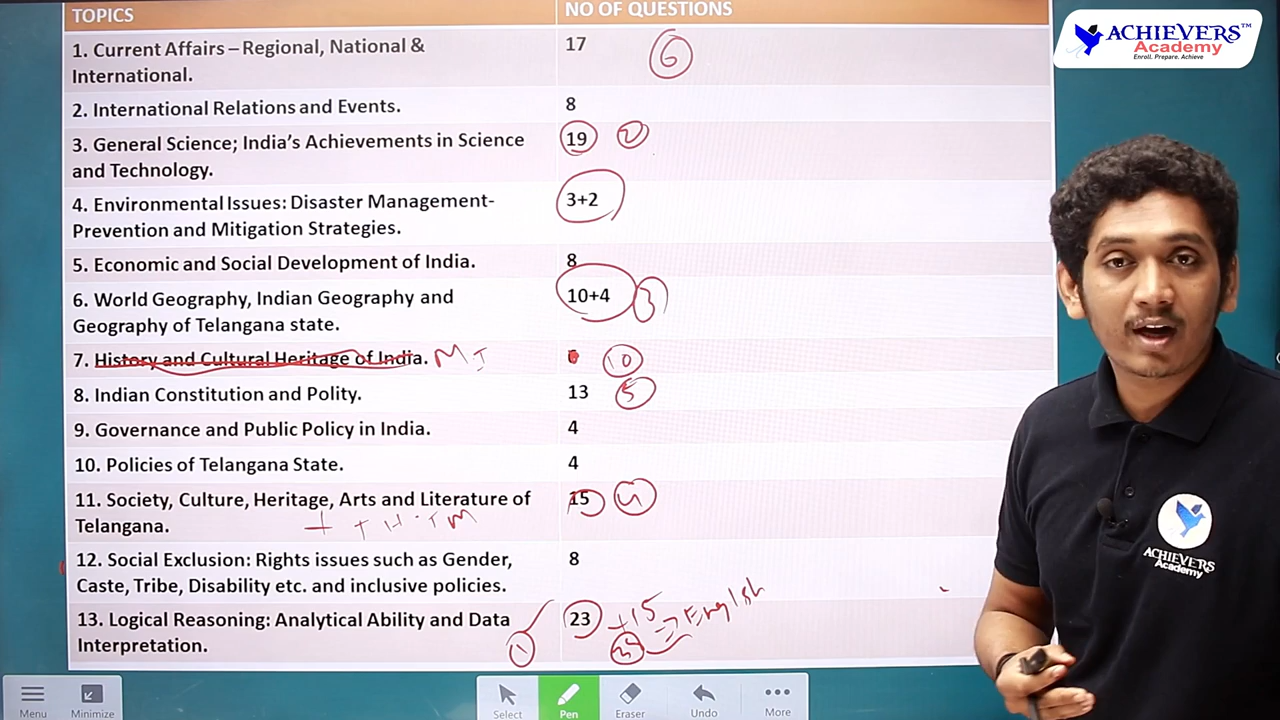 TOPICS
NO OF QUESTIONS
1. Current Affairs – Regional, National &
International.
17
6
2. International Relations and Events.
8
3. General Science; India's Achievements in Science
and Technology.
19
2
4. Environmental Issues: Disaster Management-
Prevention and Mitigation Strategies.
3+2
5. Economic and Social Development of India.
8
6. World Geography, Indian Geography and
Geography of Telangana state.
10+4
3
7. History and Cultural Heritage of India.
MI
10
8. Indian Constitution and Polity.
13
5
9. Governance and Public Policy in India.
4
10. Policies of Telangana State.
4
11. Society, Culture, Heritage, Arts and Literature of
Telangana.
15
4
+ TH TM
12. Social Exclusion: Rights issues such as Gender,
Caste, Tribe, Disability etc. and inclusive policies.
8
13. Logical Reasoning: Analytical Ability and Data
Interpretation.
1
23
+15 => English
Menu
Minimize
Select
Pen
Eraser
Undo
More
ACHIEVERS™
Academy
Enroll. Prepare. Achieve
ACHIEVERS
Academy